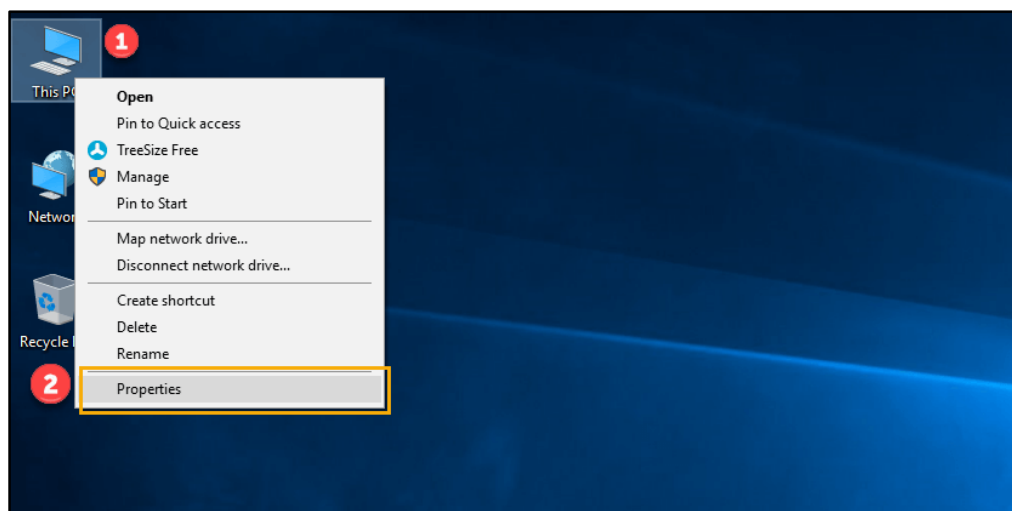 1
This P
Open
Pin to Quick access
TreeSize Free
Manage
Pin to Start
Networ
Map network drive...
Disconnect network drive...
Create shortcut
Delete
Recycle
Rename
2
Properties